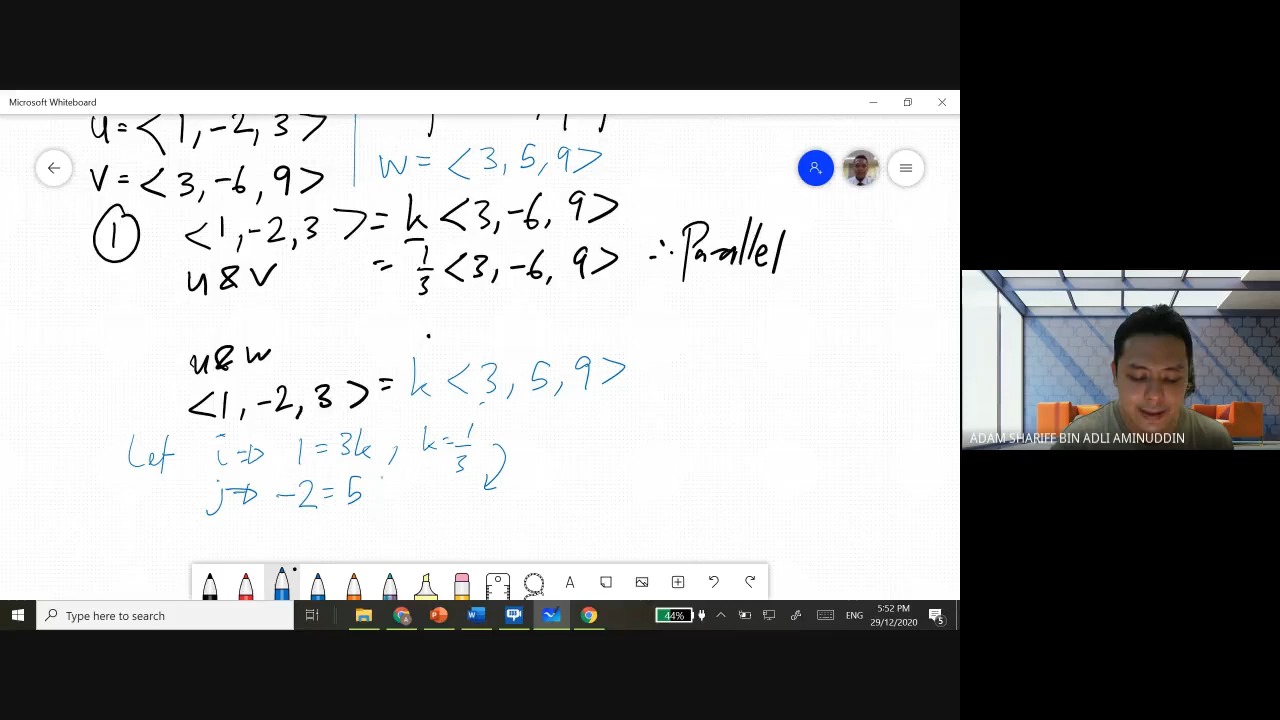 Microsoft Whiteboard
u = <1, -2, 3>
w = <3, 5, 9>
v = <3, -6, 9>
① <1, -2, 3> = k <3, -6, 9>
u & v = 1/3 <3, -6, 9> ∴ Parallel
u & w
<1, -2, 3> = k <3, 5, 9>
Let i ⇒ 1 = 3k, k = 1/3
j ⇒ -2 = 5
ADAM SHARIFF BIN ADLI AMINUDDIN
Type here to search
44%
ENG
5:52 PM
29/12/2020
5